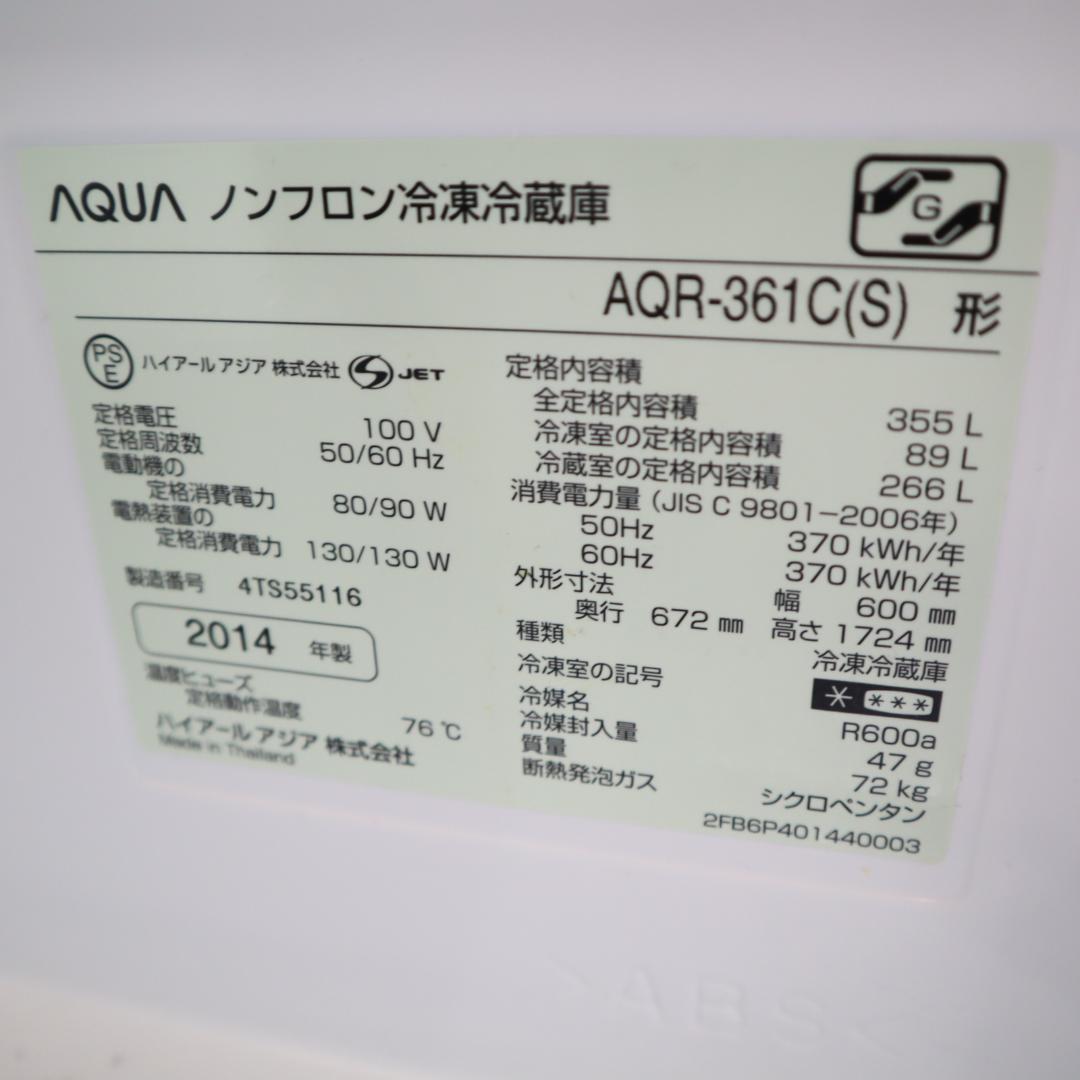 AQUA ノンフロン冷凍冷蔵庫
G
AQR-361C(S) 形
PS E ハイアール アジア 株式会社 S JET
定格電圧 100 V
定格周波数 50/60 Hz
電動機の
定格消費電力 80/90 W
電熱装置の
定格消費電力 130/130 W
製造番号 4TS55116
2014 年製
温度ヒューズ
定格動作温度 76 ℃
ハイアール アジア 株式会社
Made in Thailand
定格内容積
全定格内容積 355 L
冷凍室の定格内容積 89 L
冷蔵室の定格内容積 266 L
消費電力量 (JIS C 9801-2006年)
50Hz 370 kWh/年
60Hz 370 kWh/年
外形寸法 幅 600 mm
奥行 672 mm 高さ 1724 mm
種類 冷凍冷蔵庫
冷凍室の記号 * ***
冷媒名 R600a
冷媒封入量 47 g
質量 72 kg
断熱発泡ガス シクロペンタン
2FB6P401440003
>ABS<